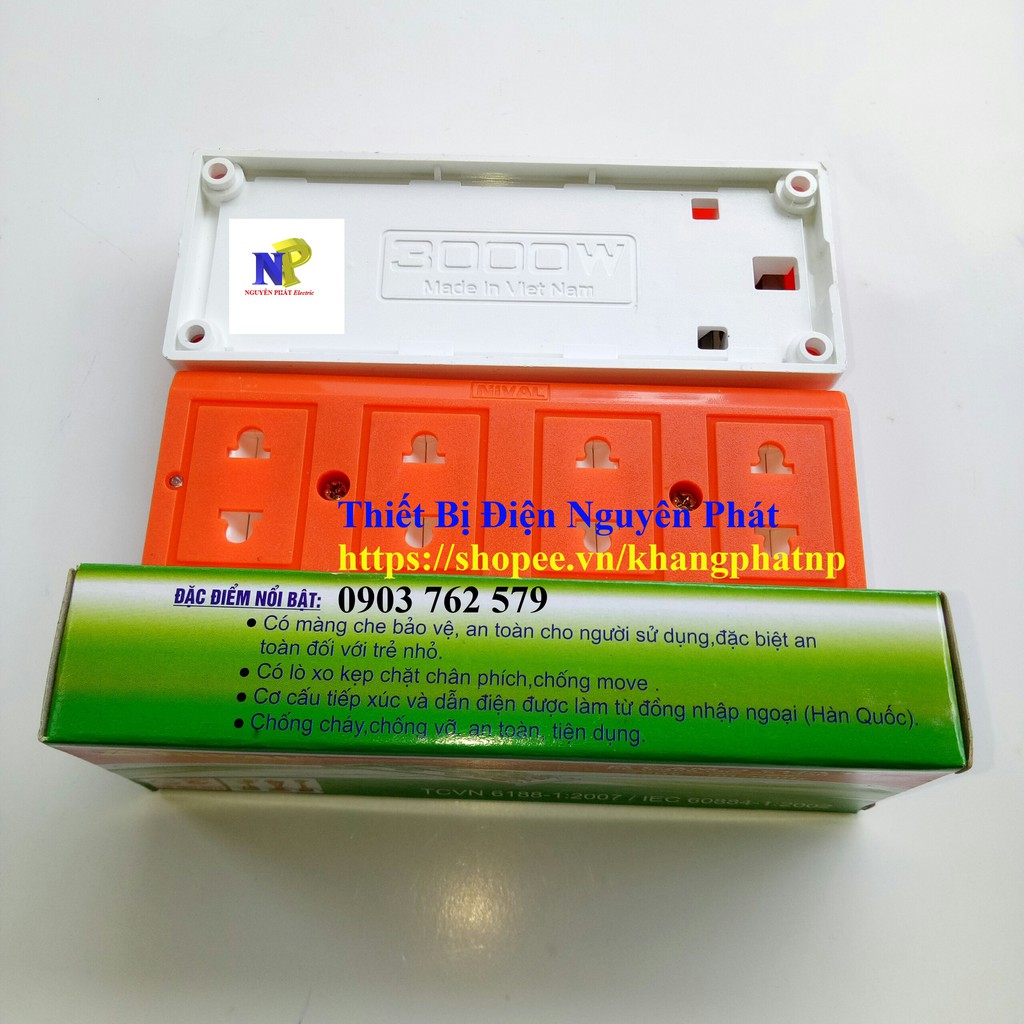 3000W
Made In Viet Nam
NP
NGUYÊN PHÁT Electric
NIVAL
Thiết Bị Điện Nguyên Phát
https://shopee.vn/khangphatnp
ĐẶC ĐIỂM NỔI BẬT: 0903 762 579
• Có màng che bảo vệ, an toàn cho người sử dụng,đặc biệt an
toàn đối với trẻ nhỏ.
• Có lò xo kẹp chặt chân phích,chống move .
• Cơ cấu tiếp xúc và dẫn điện được làm từ đồng nhập ngoại (Hàn Quốc).
• Chống cháy,chống vỡ, an toàn, tiện dụng.
TCVN 6188-1:2007 / IEC 60884-1:2002